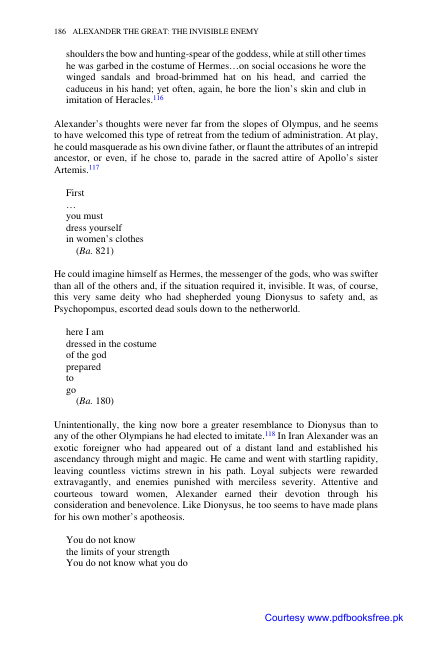 186 ALEXANDER THE GREAT: THE INVISIBLE ENEMY
shoulders the bow and hunting-spear of the goddess, while at still other times
he was garbed in the costume of Hermes…on social occasions he wore the
winged sandals and broad-brimmed hat on his head, and carried the
caduceus in his hand; yet often, again, he bore the lion's skin and club in
imitation of Heracles.116
Alexander's thoughts were never far from the slopes of Olympus, and he seems
to have welcomed this type of retreat from the tedium of administration. At play,
he could masquerade as his own divine father, or flaunt the attributes of an intrepid
ancestor, or even, if he chose to, parade in the sacred attire of Apollo's sister
Artemis.117
First
…
you must
dress yourself
in women's clothes
(Ba. 821)
He could imagine himself as Hermes, the messenger of the gods, who was swifter
than all of the others and, if the situation required it, invisible. It was, of course,
this very same deity who had shepherded young Dionysus to safety and, as
Psychopompus, escorted dead souls down to the netherworld.
here I am
dressed in the costume
of the god
prepared
to
go
(Ba. 180)
Unintentionally, the king now bore a greater resemblance to Dionysus than to
any of the other Olympians he had elected to imitate.118 In Iran Alexander was an
exotic foreigner who had appeared out of a distant land and established his
ascendancy through might and magic. He came and went with startling rapidity,
leaving countless victims strewn in his path. Loyal subjects were rewarded
extravagantly, and enemies punished with merciless severity. Attentive and
courteous toward women, Alexander earned their devotion through his
consideration and benevolence. Like Dionysus, he too seems to have made plans
for his own mother's apotheosis.
You do not know
the limits of your strength
You do not know what you do
Courtesy www.pdfbooksfree.pk